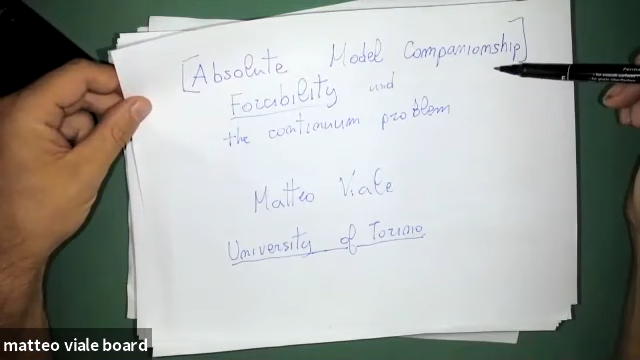 [Absolute Model Companionship]
Forcibility and
the continuum problem
Matteo Viale
University of Torino
matteo viale board